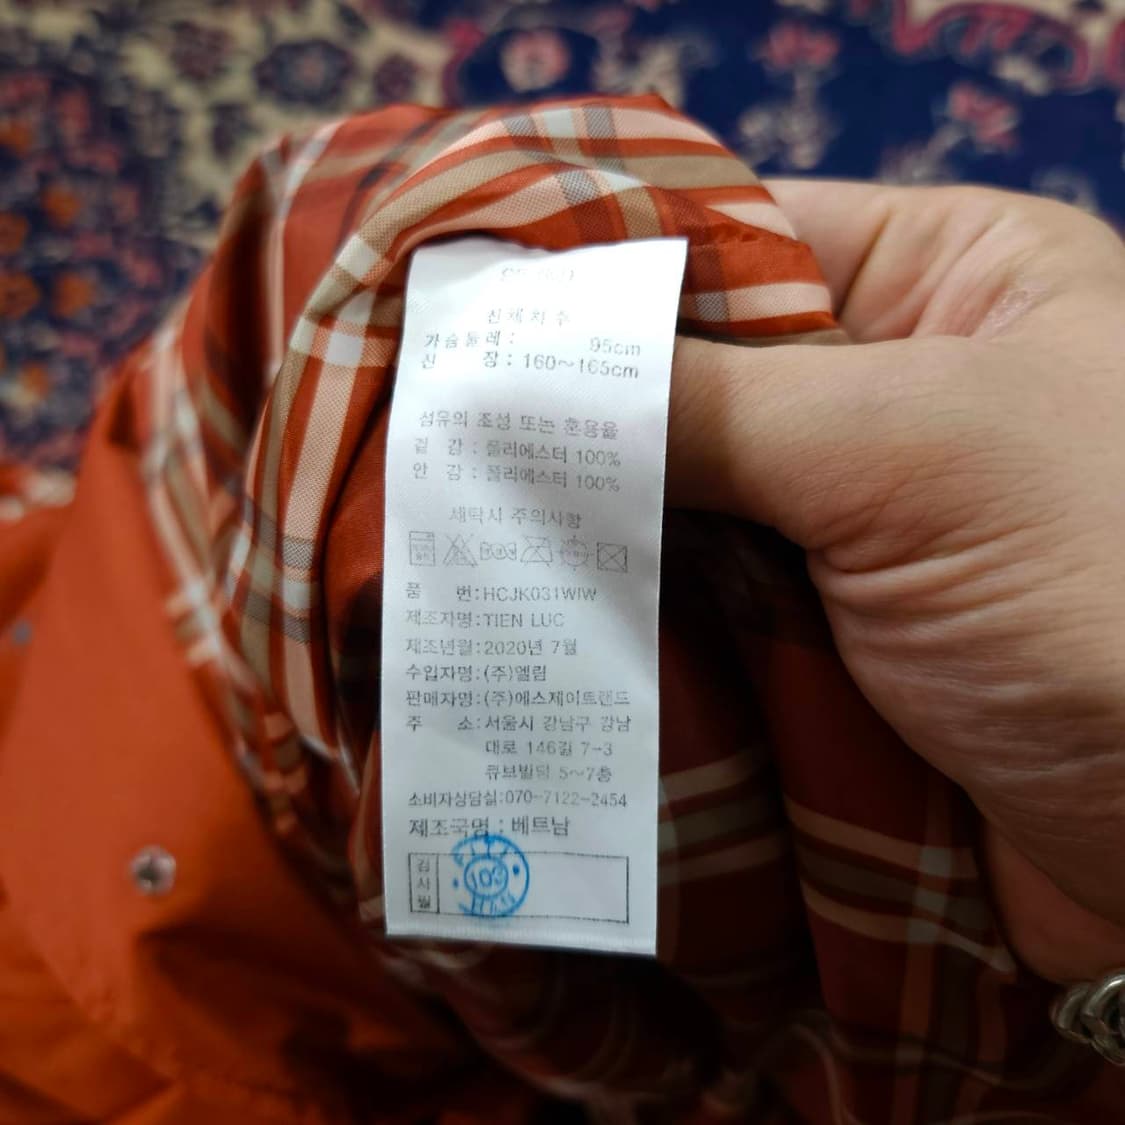 신체치수
가슴둘레: 95cm
신 장: 160~165cm
섬유의 조성 또는 혼용율
겉 감: 폴리에스터 100%
안 감: 폴리에스터 100%
세탁시 주의사항
품 번:HCJK031WIW
제조자명:TIEN LUC
제조년월:2020년 7월
수입자명:(주)엘림
판매자명:(주)에스제이트랜드
주 소:서울시 강남구 강남
대로 146길 7-3
큐브빌딩 5~7층
소비자상담실:070-7122-2454
제조국명:베트남
검사필
103